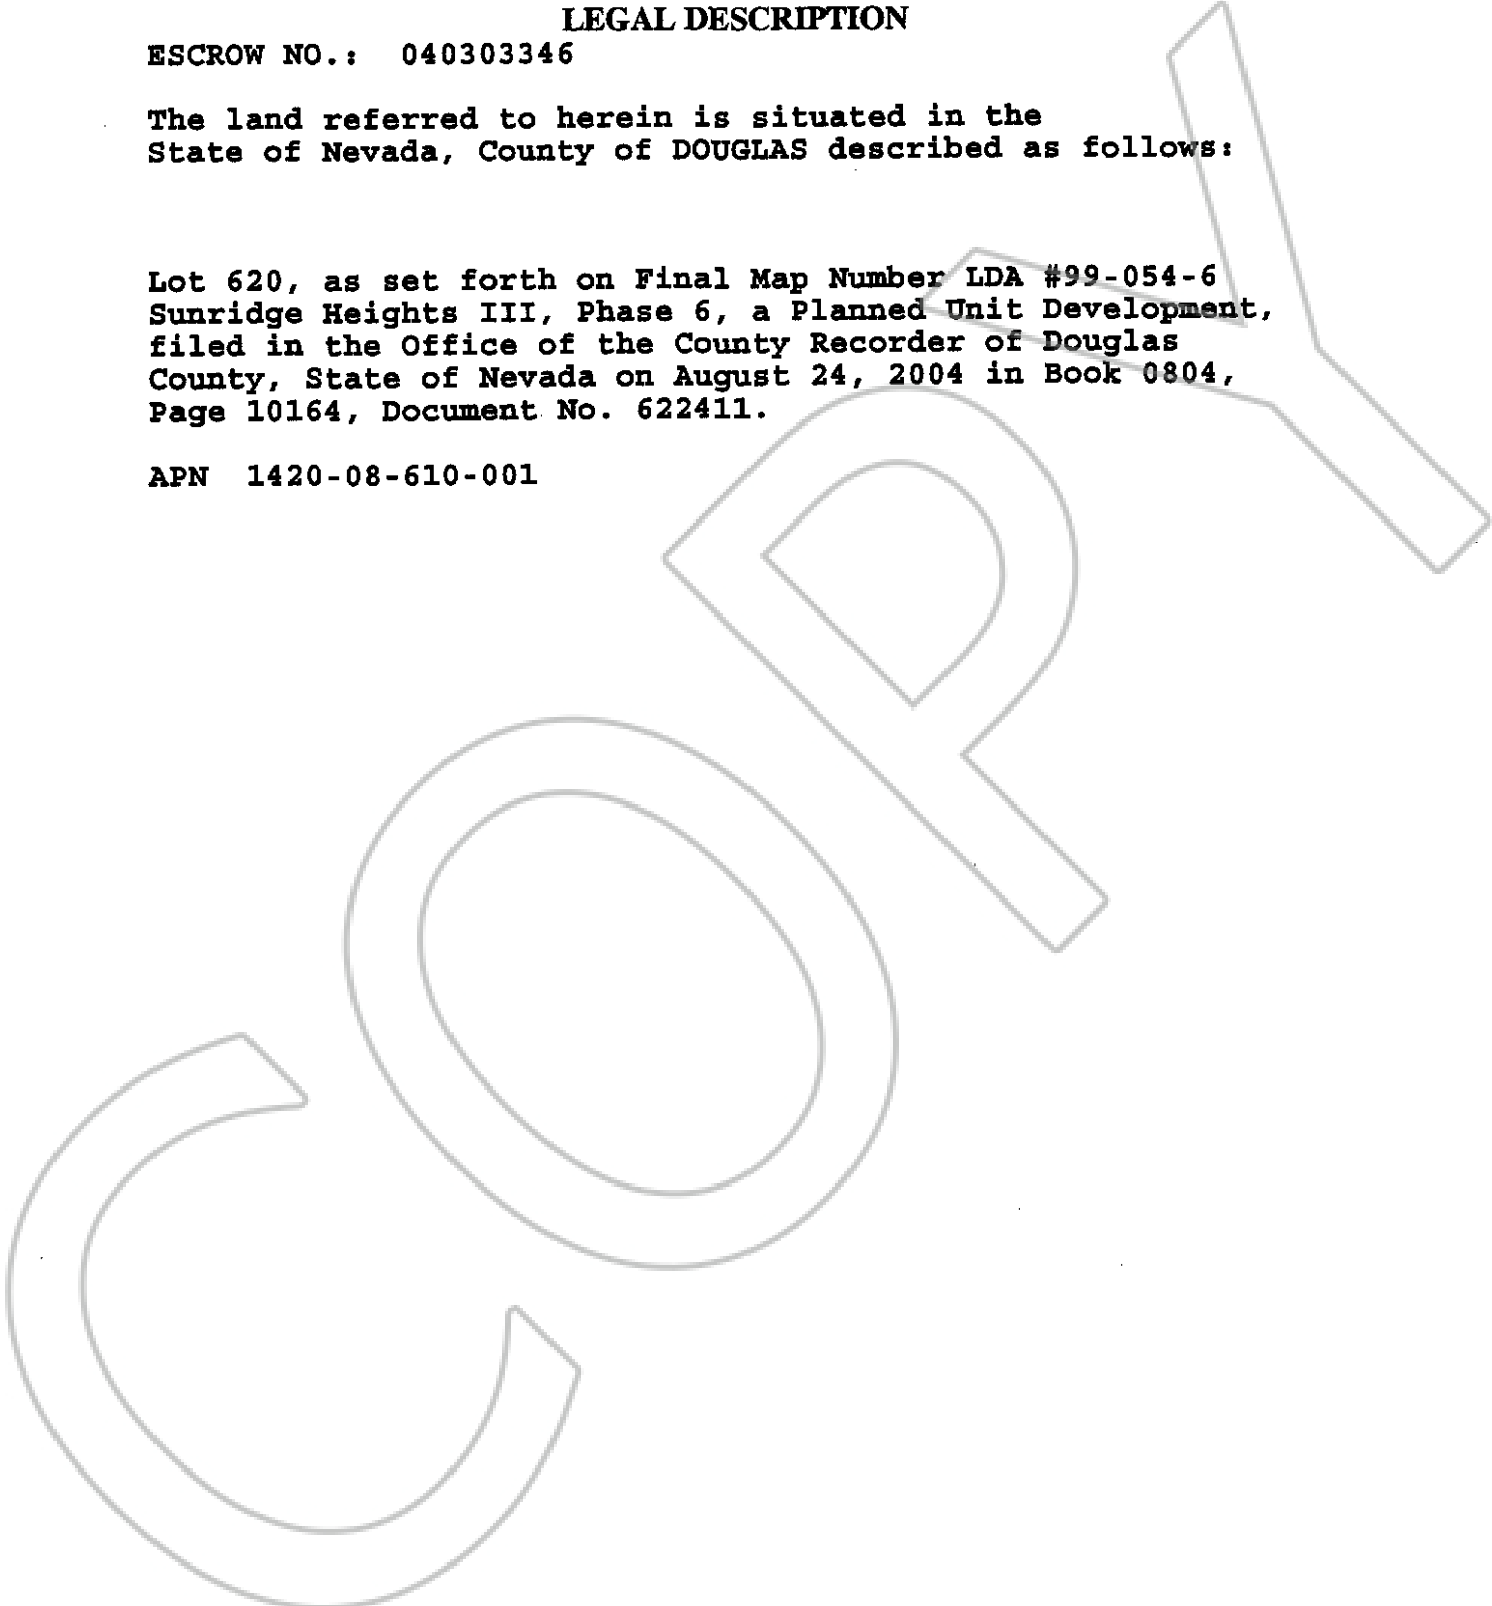 LEGAL DESCRIPTION
ESCROW NO.: 040303346
The land referred to herein is situated in the
State of Nevada, County of DOUGLAS described as follows:
Lot 620, as set forth on Final Map Number LDA #99-054-6
Sunridge Heights III, Phase 6, a Planned Unit Development,
filed in the Office of the County Recorder of Douglas
County, State of Nevada on August 24, 2004 in Book 0804,
Page 10164, Document No. 622411.
APN 1420-08-610-001
COPY